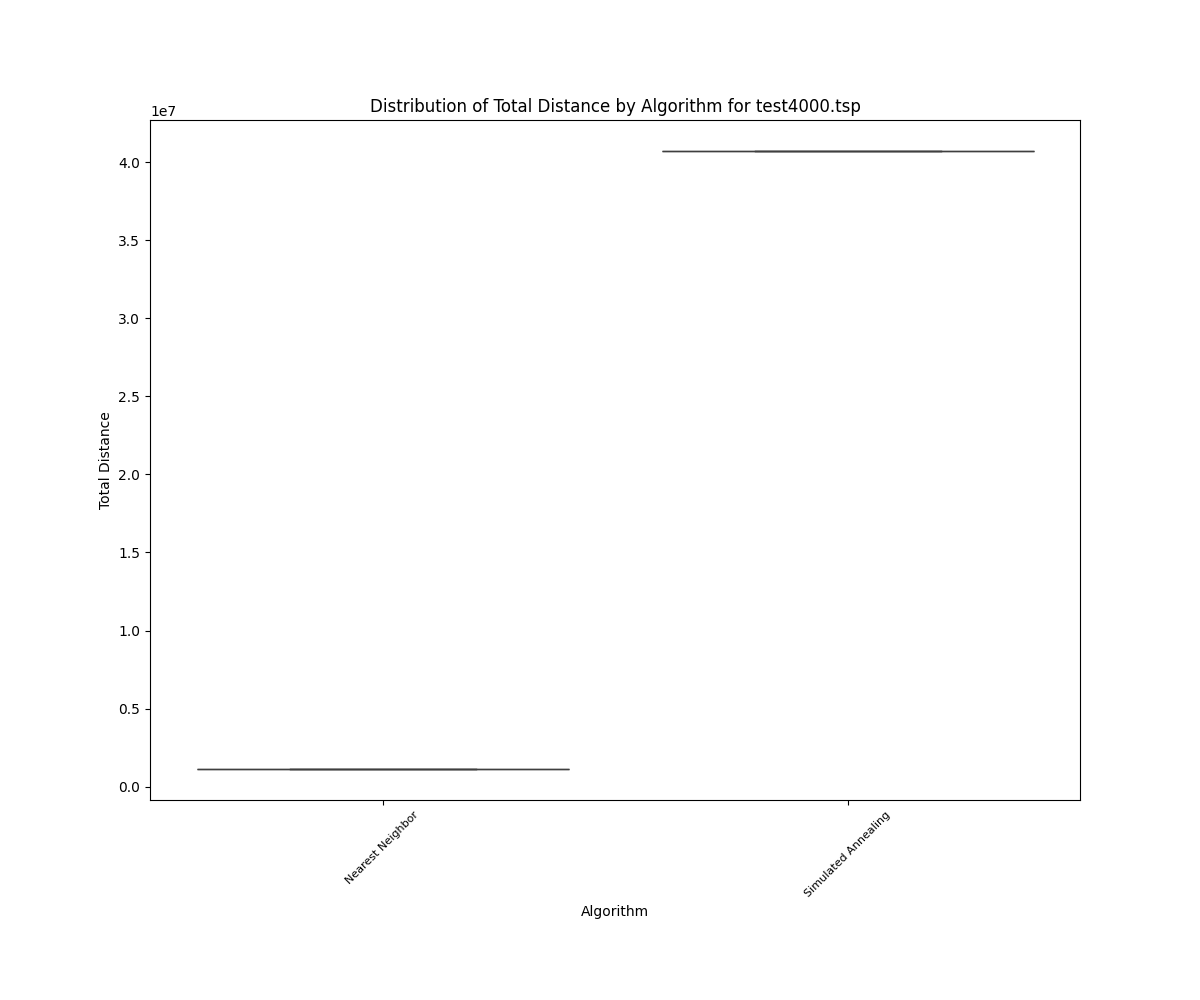 Distribution of Total Distance by Algorithm for test4000.tsp
1e7
4.0
3.5
3.0
2.5
2.0
1.5
1.0
0.5
0.0
Total Distance
Nearest Neighbor
Simulated Annealing
Algorithm